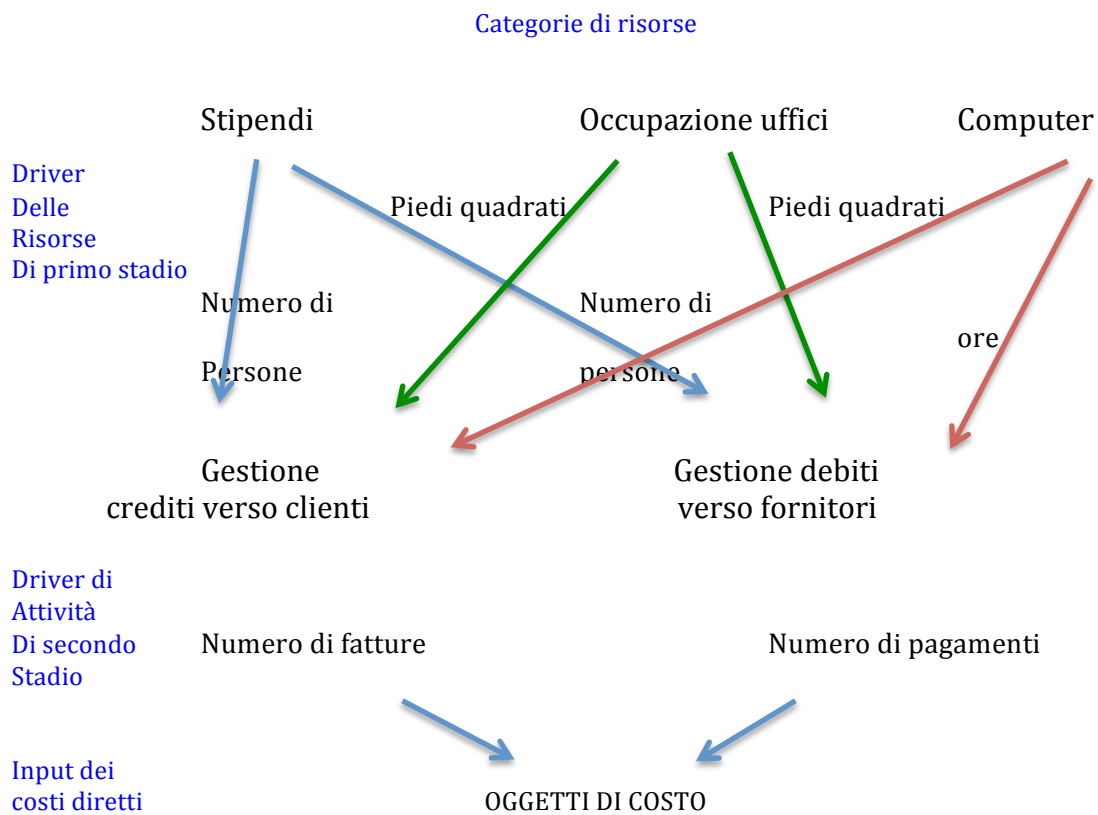 Categorie di risorse
Stipendi
Occupazione uffici
Computer
Driver
Delle
Risorse
Di primo stadio
Piedi quadrati
Piedi quadrati
Numero di
Persone
Numero di
persone
ore
Gestione
crediti verso clienti
Gestione debiti
verso fornitori
Driver di
Attività
Di secondo
Stadio
Numero di fatture
Numero di pagamenti
Input dei
costi diretti
OGGETTI DI COSTO